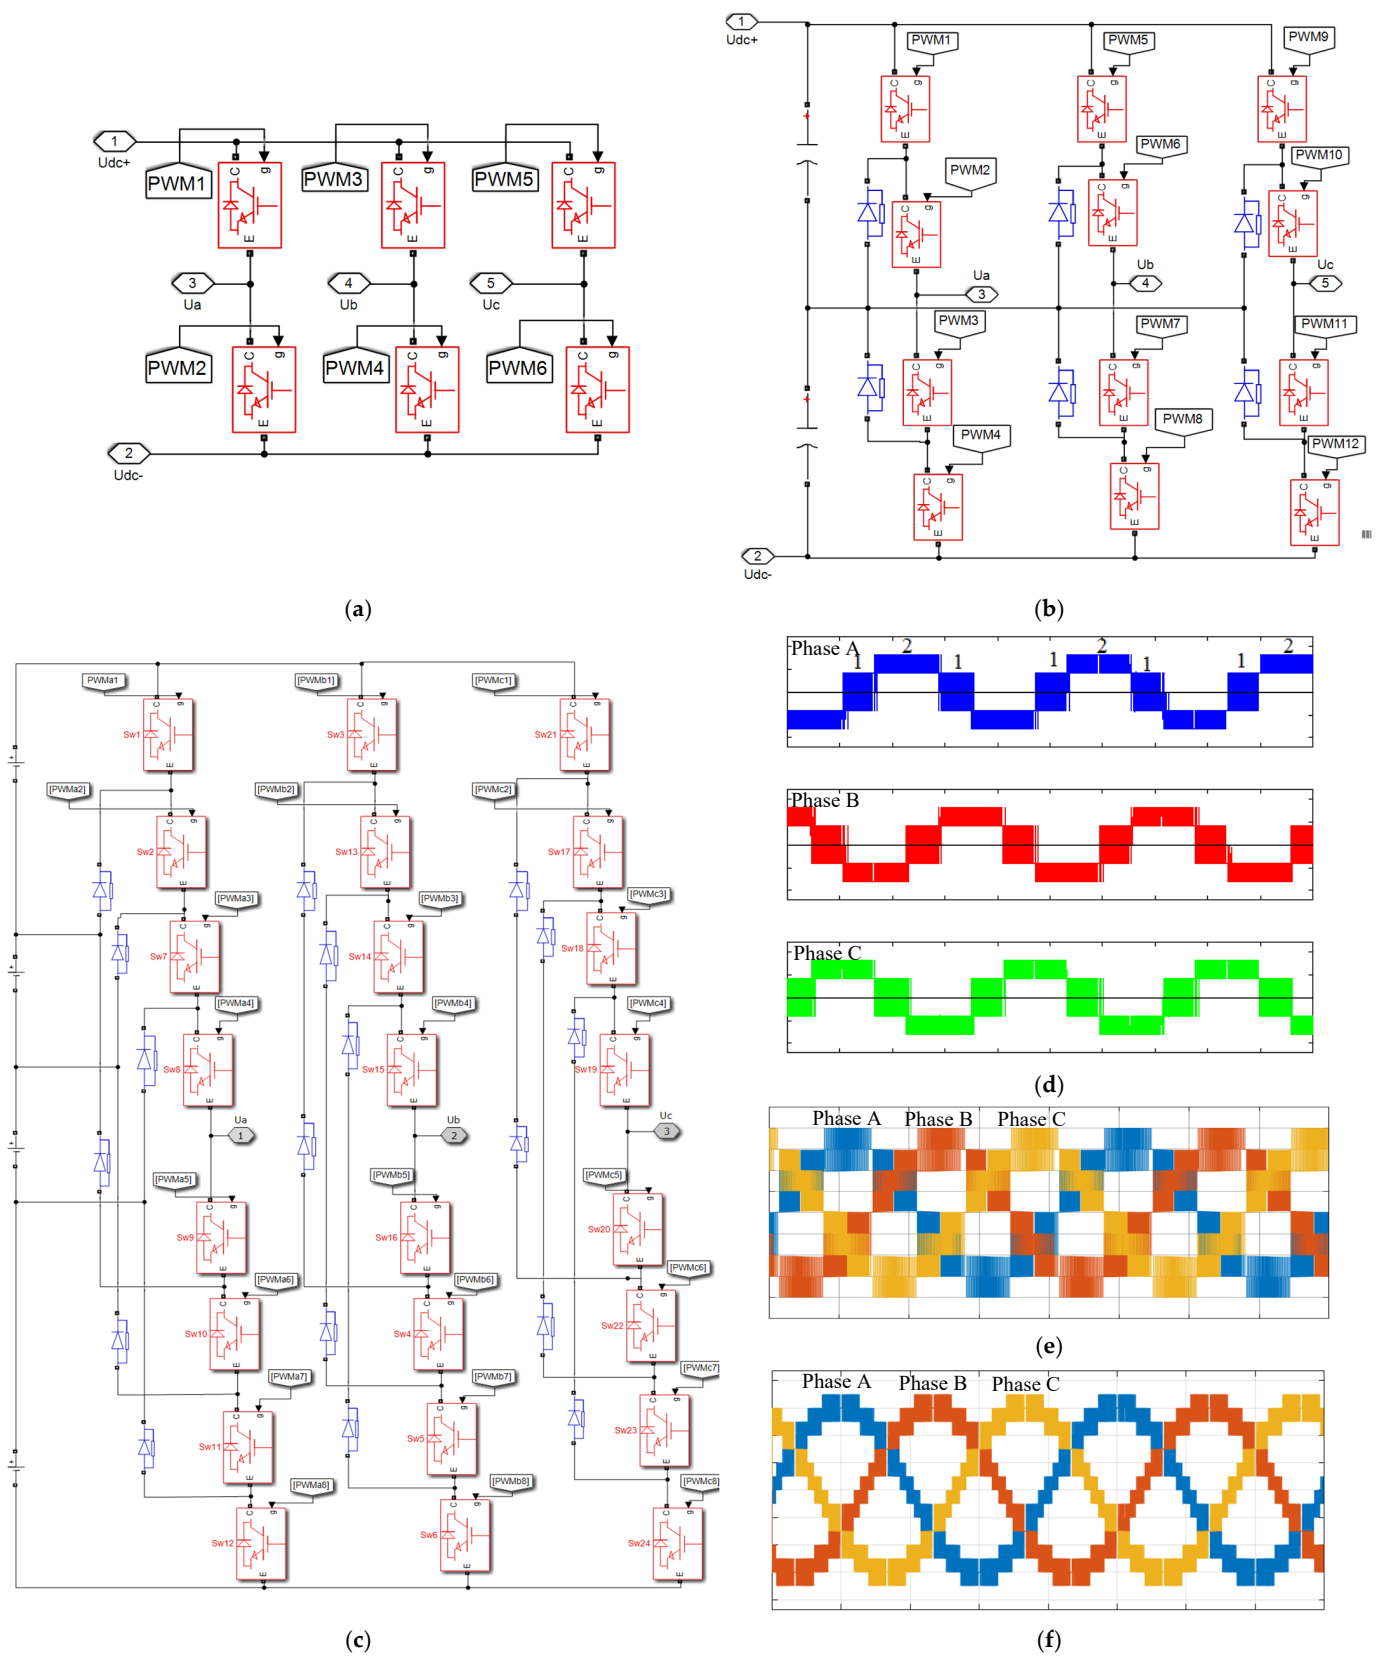 1
Udc+
PWM1
PWM3
PWM5
C
g
E
C
g
E
C
g
E
3
Ua
4
Ub
5
Uc
PWM2
PWM4
PWM6
C
g
E
C
g
E
C
g
E
2
Udc-
(a)
1
Udc+
PWM1
PWM5
PWM9
C
g
E
C
g
E
C
g
E
PWM2
PWM6
PWM10
C
g
E
C
g
E
C
g
E
Ua
3
Ub
4
Uc
5
PWM3
PWM7
PWM11
C
g
E
C
g
E
C
g
E
PWM4
PWM8
PWM12
C
g
E
C
g
E
C
g
E
2
Udc-
(b)
PWMa1
[PWMb1]
[PWMc1]
C
g
Sw1
E
C
g
Sw3
E
C
g
Sw21
E
[PWMa2]
[PWMb2]
[PWMc2]
C
g
Sw2
E
C
g
Sw13
E
C
g
Sw17
E
[PWMa3]
[PWMb3]
[PWMc3]
C
g
Sw7
E
C
g
Sw14
E
C
g
Sw18
E
[PWMa4]
[PWMb4]
[PWMc4]
C
g
Sw8
E
C
g
Sw15
E
C
g
Sw19
E
Ua
1
Ub
2
Uc
3
[PWMa5]
[PWMb5]
[PWMc5]
C
g
Sw9
E
C
g
Sw16
E
C
g
Sw20
E
[PWMa6]
[PWMb6]
[PWMc6]
C
g
Sw10
E
C
g
Sw4
E
C
g
Sw22
E
[PWMa7]
[PWMb7]
[PWMc7]
C
g
Sw11
E
C
g
Sw5
E
C
g
Sw23
E
[PWMa8]
[PWMb8]
[PWMc8]
C
g
Sw12
E
C
g
Sw6
E
C
g
Sw24
E
(c)
Phase A
1 2 1 1 2 1 1 2
Phase B
Phase C
(d)
Phase A Phase B Phase C
(e)
Phase A Phase B Phase C
(f)